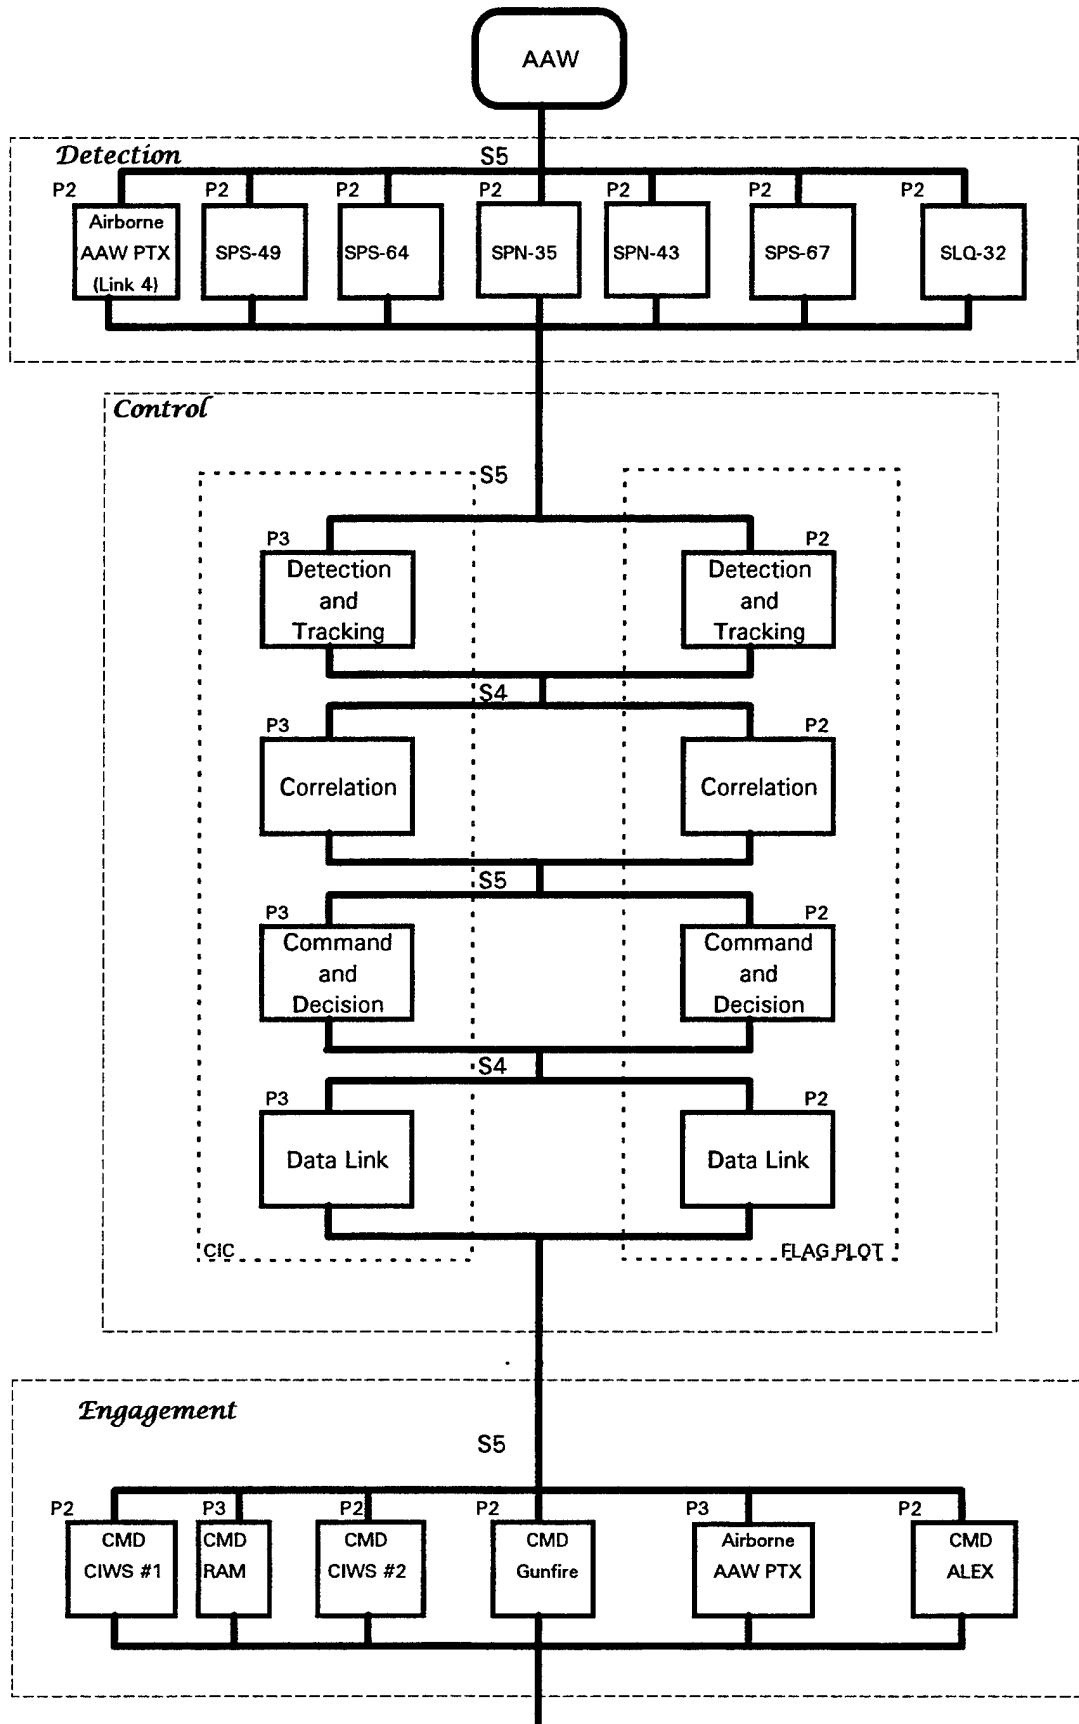 AAW
Detection
S5
P2 P2 P2 P2 P2 P2 P2
Airborne
AAW PTX
(Link 4)
SPS-49
SPS-64
SPN-35
SPN-43
SPS-67
SLQ-32
Control
S5
P3 P2
Detection
and
Tracking
Detection
and
Tracking
S4
P3 P2
Correlation
Correlation
S5
P3 P2
Command
and
Decision
Command
and
Decision
S4
P3 P2
Data Link
Data Link
CIC
FLAG PLOT
Engagement
S5
P2 P3 P2 P2 P3 P2
CMD
CIWS #1
CMD
RAM
CMD
CIWS #2
CMD
Gunfire
Airborne
AAW PTX
CMD
ALEX